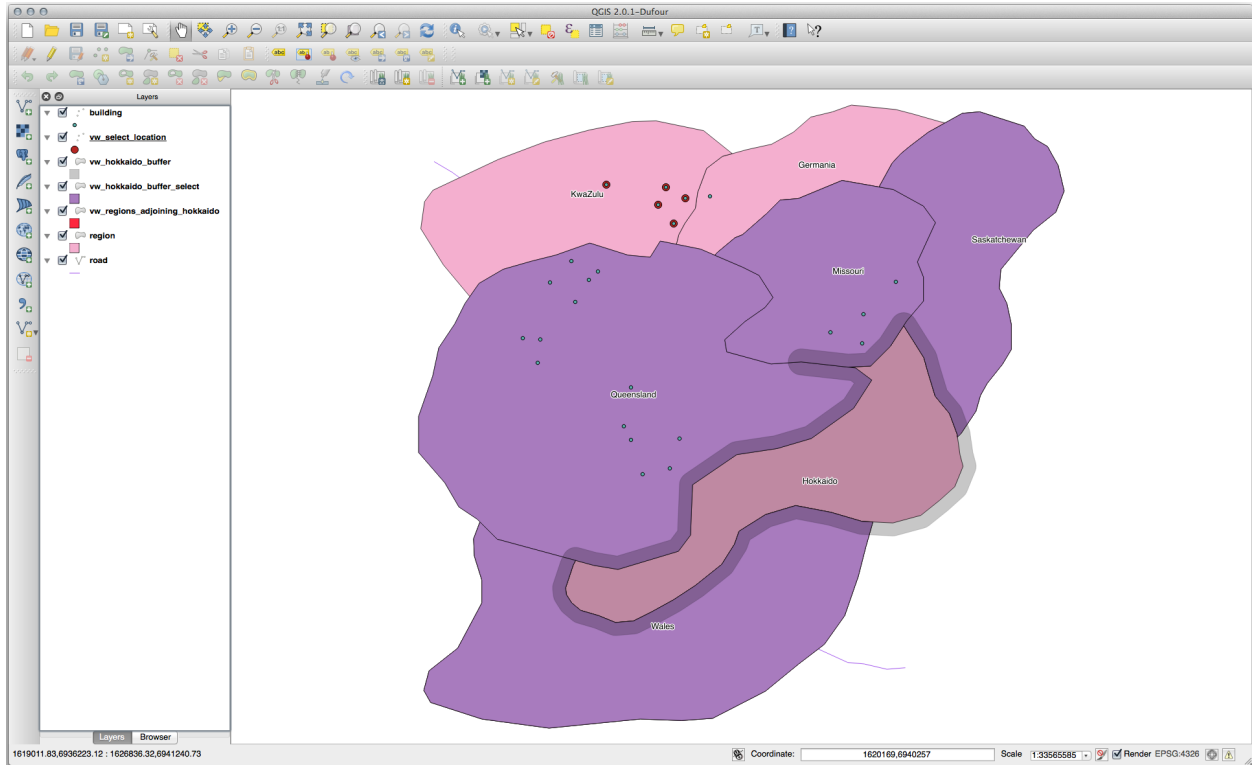 QGIS 2.0.1-Dufour
Layers
building
vw_select_location
vw_hokkaido_buffer
vw_hokkaido_buffer_select
vw_regions_adjoining_hokkaido
region
road
Germania
KwaZulu
Saskatchewan
Missouri
Queensland
Hokkaido
Wales
Layers
Browser
1619011.83,6936223.12 : 1626836.32,6941240.73
Coordinate:
1620169,6940257
Scale
1:33565585
Render
EPSG:4326